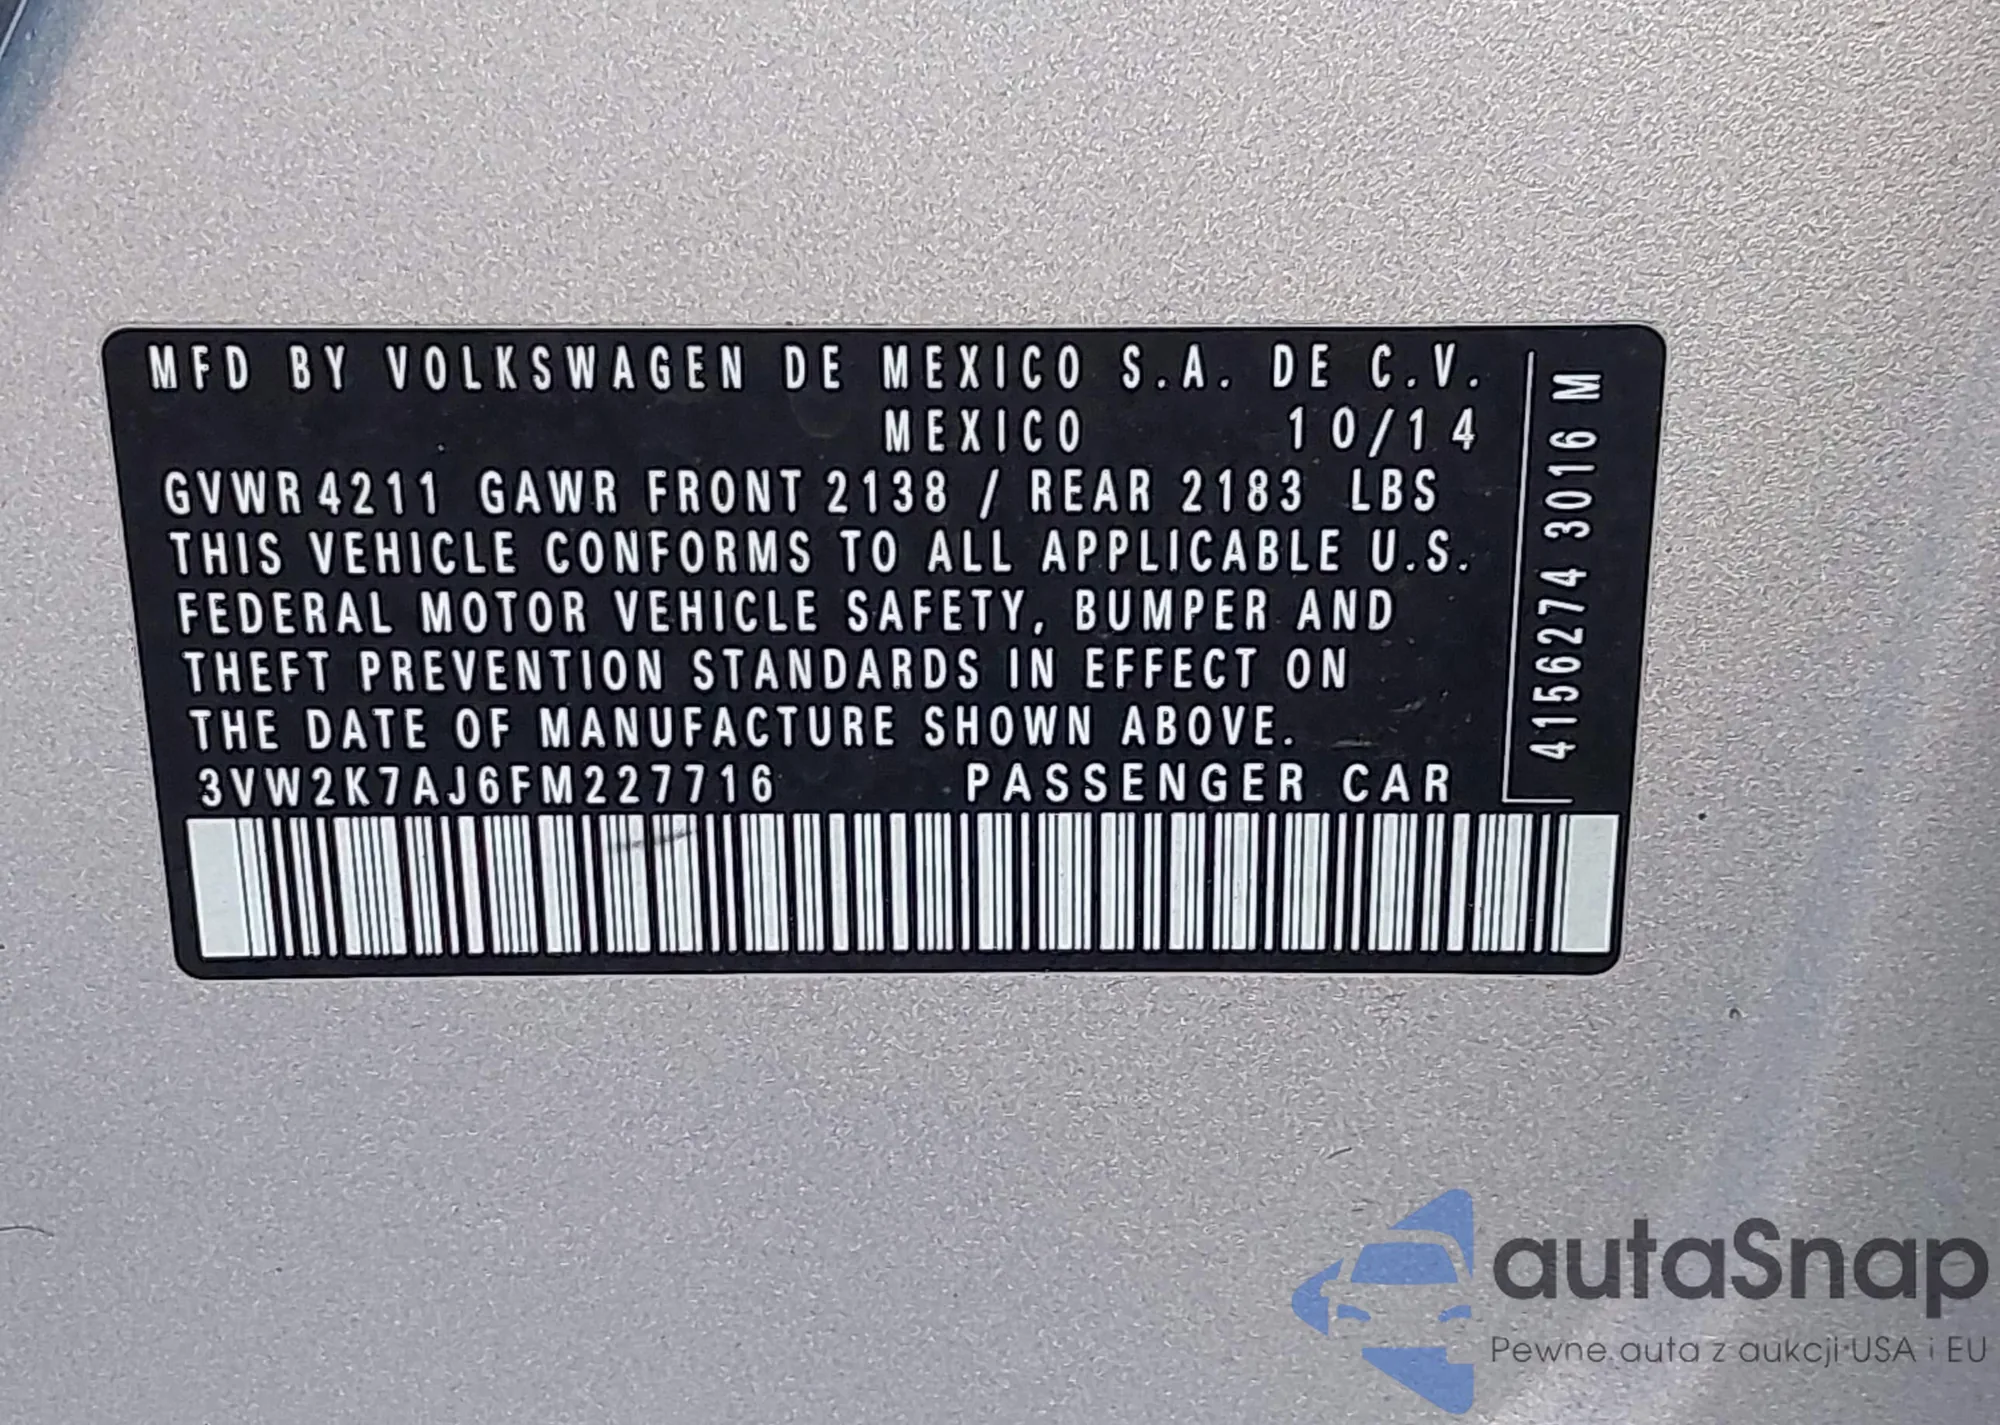 MFD BY VOLKSWAGEN DE MEXICO S.A. DE C.V.
MEXICO 10/14
GVWR 4211 GAWR FRONT 2138 / REAR 2183 LBS
THIS VEHICLE CONFORMS TO ALL APPLICABLE U.S.
FEDERAL MOTOR VEHICLE SAFETY, BUMPER AND
THEFT PREVENTION STANDARDS IN EFFECT ON
THE DATE OF MANUFACTURE SHOWN ABOVE.
3VW2K7AJ6FM227716 PASSENGER CAR
4156274 3016 M
autaSnap
Pewne auta z aukcji USA i EU